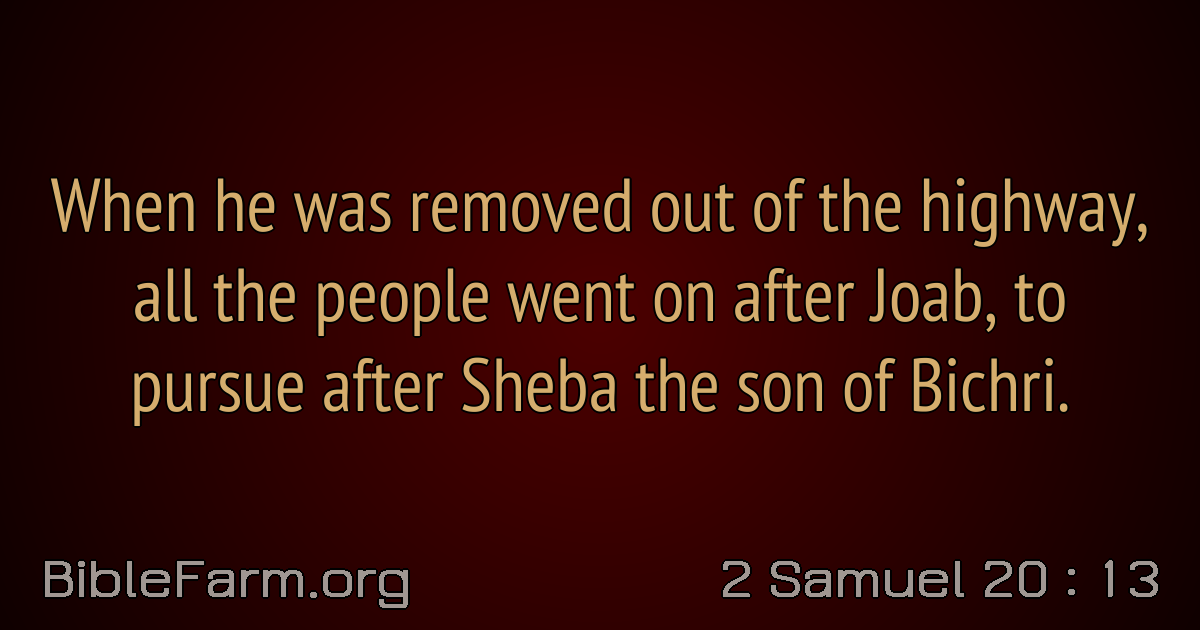 When he was removed out of the highway,
all the people went on after Joab, to
pursue after Sheba the son of Bichri.
BibleFarm.org
2 Samuel 20 : 13